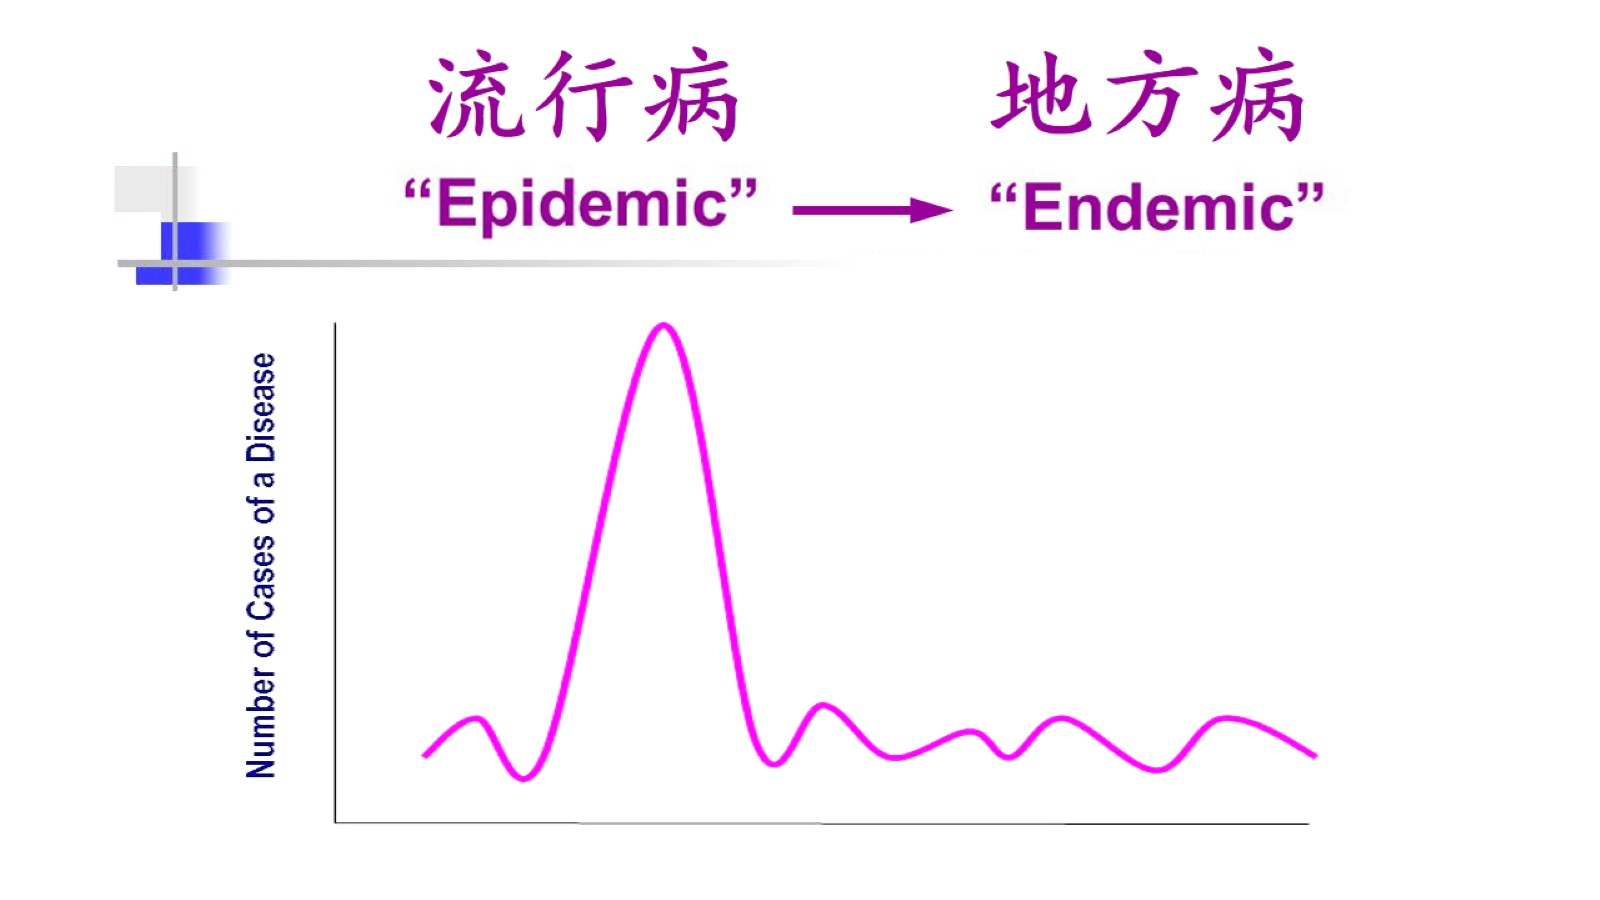 流行病 地方病
“Epidemic” “Endemic”
Number of Cases of a Disease